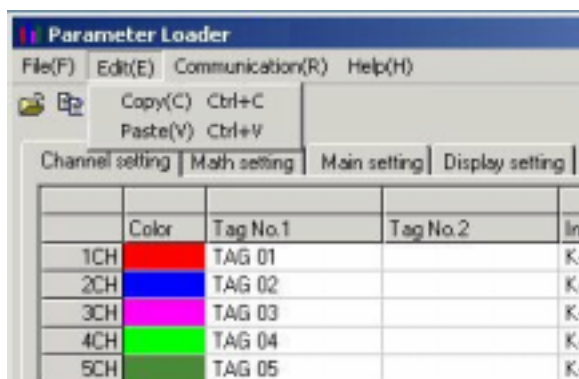 Parameter Loader
File(F) Edit(E) Communication(R) Help(H)
Copy(C) Ctrl+C
Paste(V) Ctrl+V
Channel setting Math setting Main setting Display setting
Color Tag No.1 Tag No.2
1CH TAG 01
2CH TAG 02
3CH TAG 03
4CH TAG 04
5CH TAG 05